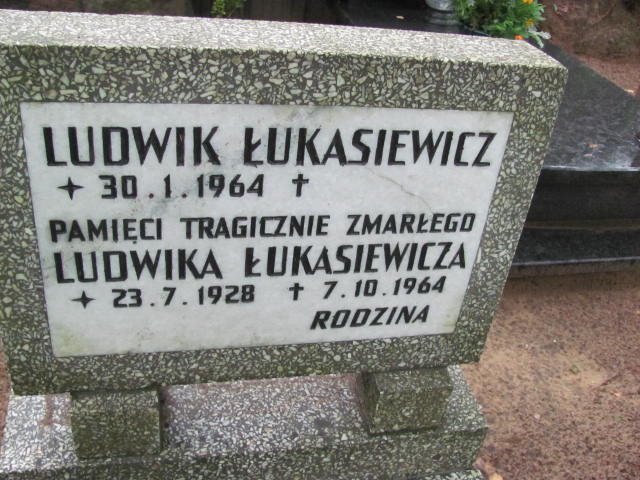 LUDWIK ŁUKASIEWICZ
✦ 30.1.1964 ✝
PAMIĘCI TRAGICZNIE ZMARŁEGO
LUDWIKA ŁUKASIEWICZA
✦ 23.7.1928 ✝ 7.10.1964
RODZINA